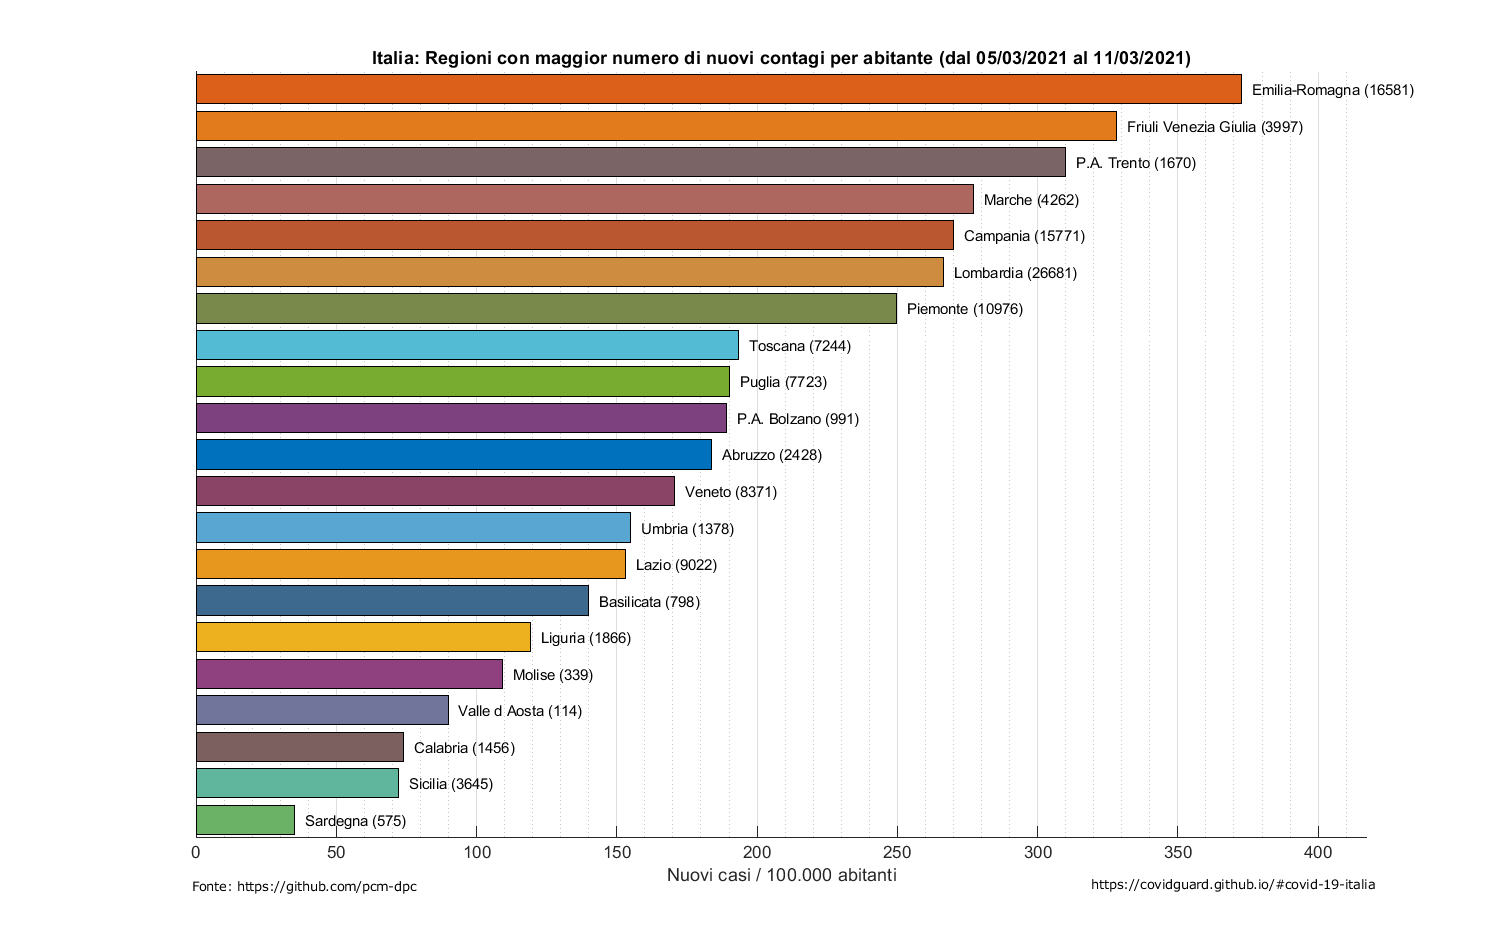 Italia: Regioni con maggior numero di nuovi contagi per abitante (dal 05/03/2021 al 11/03/2021)
Emilia-Romagna (16581)
Friuli Venezia Giulia (3997)
P.A. Trento (1670)
Marche (4262)
Campania (15771)
Lombardia (26681)
Piemonte (10976)
Toscana (7244)
Puglia (7723)
P.A. Bolzano (991)
Abruzzo (2428)
Veneto (8371)
Umbria (1378)
Lazio (9022)
Basilicata (798)
Liguria (1866)
Molise (339)
Valle d Aosta (114)
Calabria (1456)
Sicilia (3645)
Sardegna (575)
0 50 100 150 200 250 300 350 400
Nuovi casi / 100.000 abitanti
Fonte: https://github.com/pcm-dpc
https://covidguard.github.io/#covid-19-italia